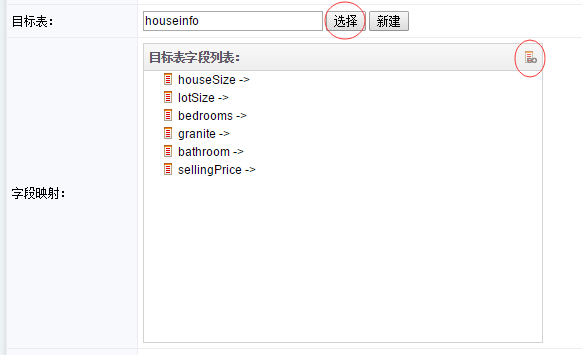 目标表： houseinfo 选择 新建
目标表字段列表：
houseSize ->
lotSize ->
bedrooms ->
granite ->
bathroom ->
sellingPrice ->
字段映射：